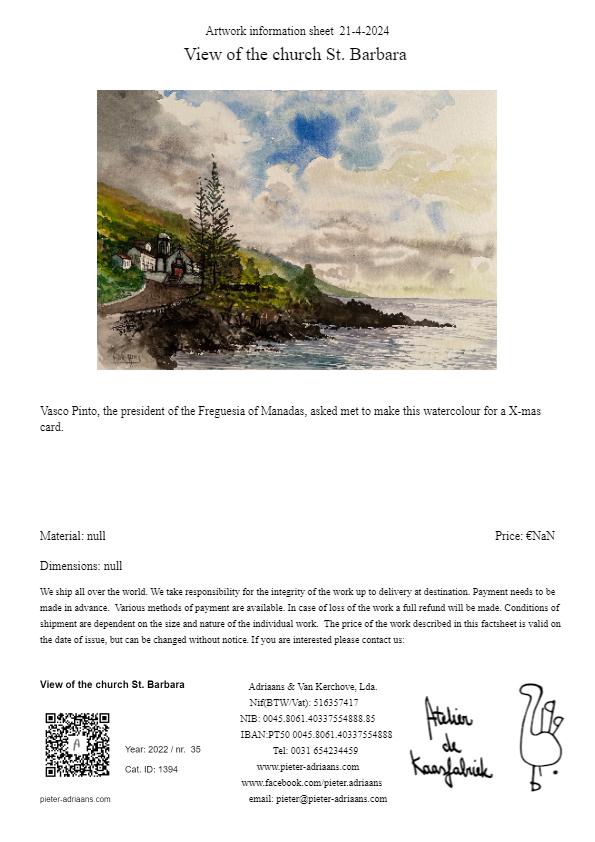 Artwork information sheet 21-4-2024
View of the church St. Barbara
Vasco Pinto, the president of the Freguesia of Manadas, asked met to make this watercolour for a X-mas
card.
Material: null
Price: €NaN
Dimensions: null
We ship all over the world. We take responsibility for the integrity of the work up to delivery at destination. Payment needs to be
made in advance. Various methods of payment are available. In case of loss of the work a full refund will be made. Conditions of
shipment are dependent on the size and nature of the individual work. The price of the work described in this factsheet is valid on
the date of issue, but can be changed without notice. If you are interested please contact us:
View of the church St. Barbara
Year: 2022 / nr. 35
Cat. ID: 1394
pieter-adriaans.com
Adriaans & Van Kerchove, Lda.
Nif(BTW/Vat): 516357417
NIB: 0045.8061.40337554888.85
IBAN:PT50 0045.8061.40337554888
Tel: 0031 654234459
www.pieter-adriaans.com
www.facebook.com/pieter.adriaans
email: pieter@pieter-adriaans.com
Atelier
de
Kaasfabriek